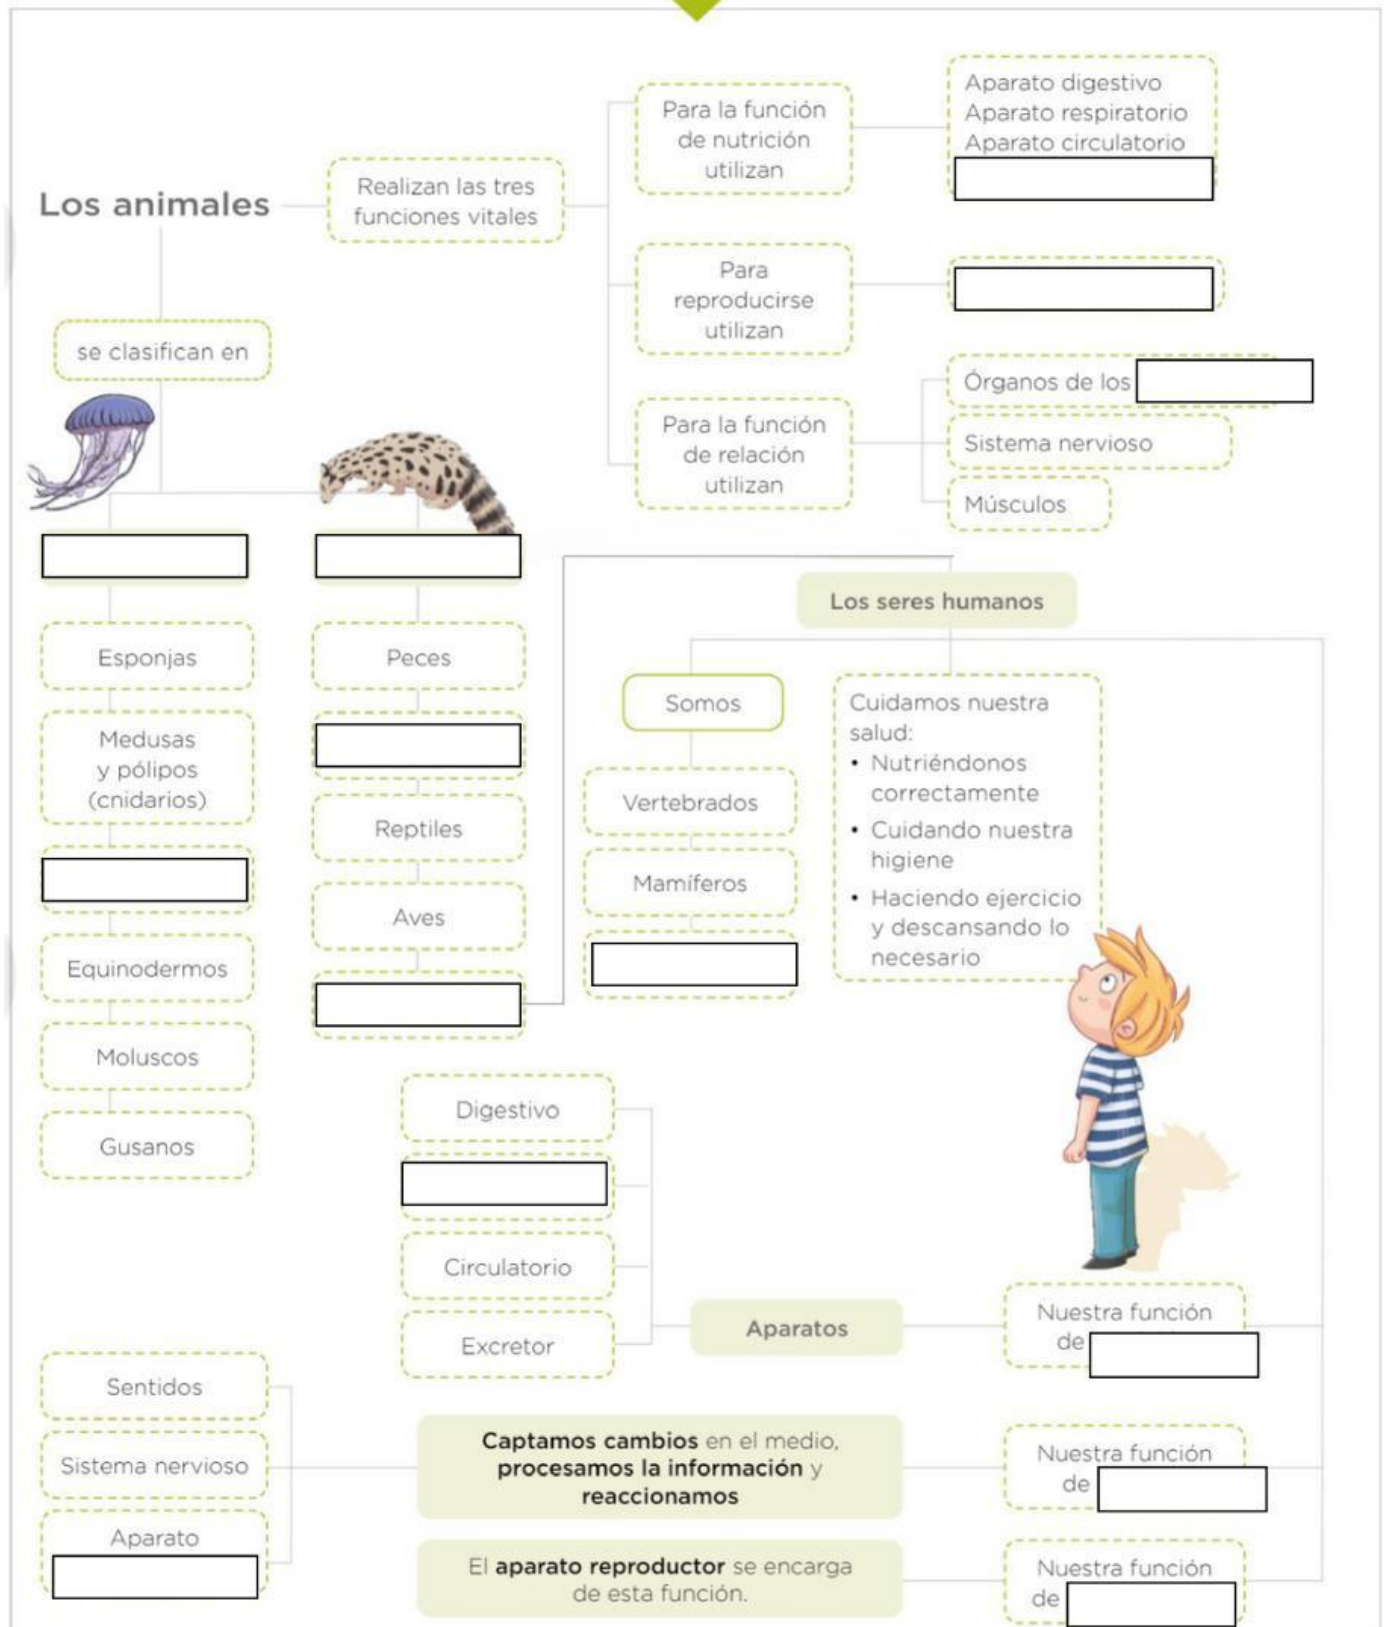 Los animales
Realizan las tres
funciones vitales
Para la función
de nutrición
utilizan
Aparato digestivo
Aparato respiratorio
Aparato circulatorio
Para
reproducirse
utilizan
Para la función
de relación
utilizan
Órganos de los
Sistema nervioso
Músculos
se clasifican en
Esponjas
Medusas
y pólipos
(cnidarios)
Equinodermos
Moluscos
Gusanos
Peces
Reptiles
Aves
Los seres humanos
Somos
Vertebrados
Mamíferos
Cuidamos nuestra
salud:
• Nutriéndonos
correctamente
• Cuidando nuestra
higiene
• Haciendo ejercicio
y descansando lo
necesario
Digestivo
Circulatorio
Excretor
Aparatos
Nuestra función
de
Sentidos
Sistema nervioso
Aparato
Captamos cambios en el medio,
procesamos la información y
reaccionamos
Nuestra función
de
El aparato reproductor se encarga
de esta función.
Nuestra función
de